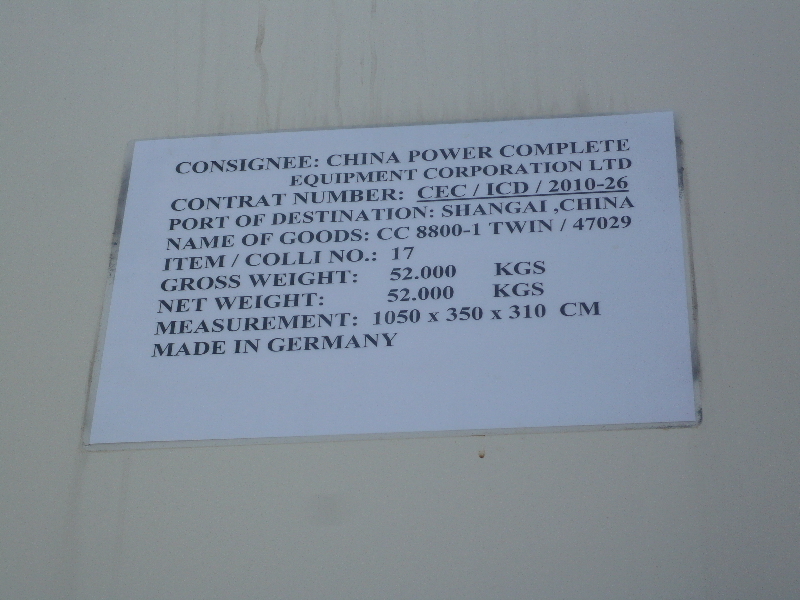 CONSIGNEE: CHINA POWER COMPLETE
EQUIPMENT CORPORATION LTD
CONTRAT NUMBER: CEC / ICD / 2010-26
PORT OF DESTINATION: SHANGAI ,CHINA
NAME OF GOODS: CC 8800-1 TWIN / 47029
ITEM / COLLI NO.: 17
GROSS WEIGHT: 52.000 KGS
NET WEIGHT: 52.000 KGS
MEASUREMENT: 1050 x 350 x 310 CM
MADE IN GERMANY